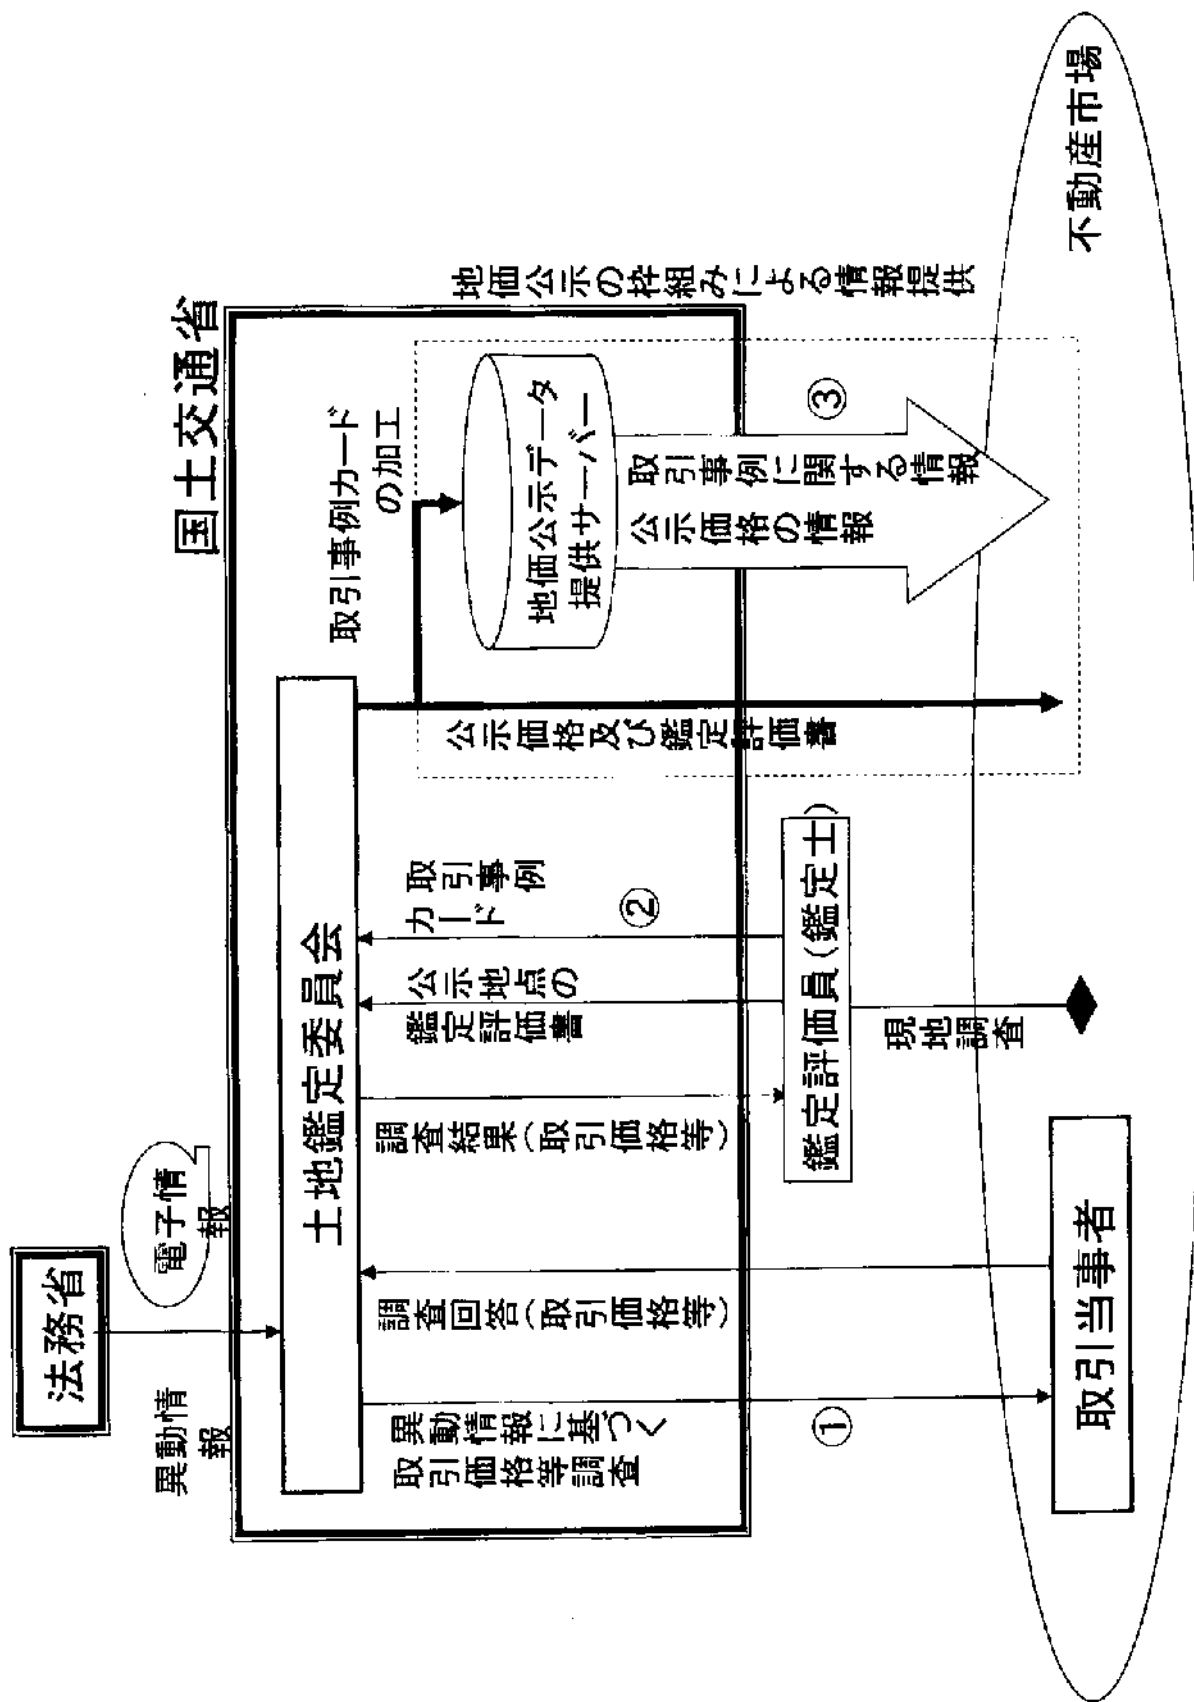 国土交通省
法務省
異動情
報
電子情
報
土地鑑定委員会
異動情報に基づく
取引価格等調査
①
調査回答（取引価格等）
調査結果（取引価格等）
公示地点の
鑑定評価書
取引事例
カード
②
公示価格及び鑑定評価書
取引事例カード
の加工
地価公示データ
提供サーバー
取引事例に関する情報
公示価格の情報
③
地価公示の枠組みによる情報提供
鑑定評価員（鑑定士）
現地調査
取引当事者
不動産市場